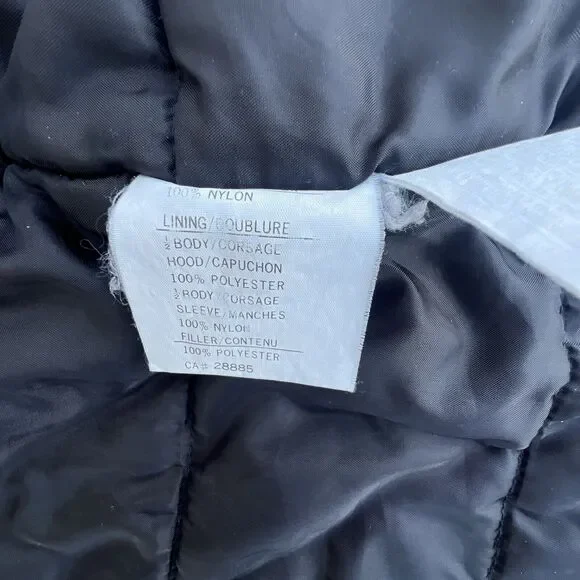 100% NYLON
LINING/DOUBLURE
½ BODY/CORSAGE
HOOD/CAPUCHON
100% POLYESTER
½ BODY/CORSAGE
SLEEVE/MANCHES
100% NYLON
FILLER/CONTENU
100% POLYESTER
CA# 28885